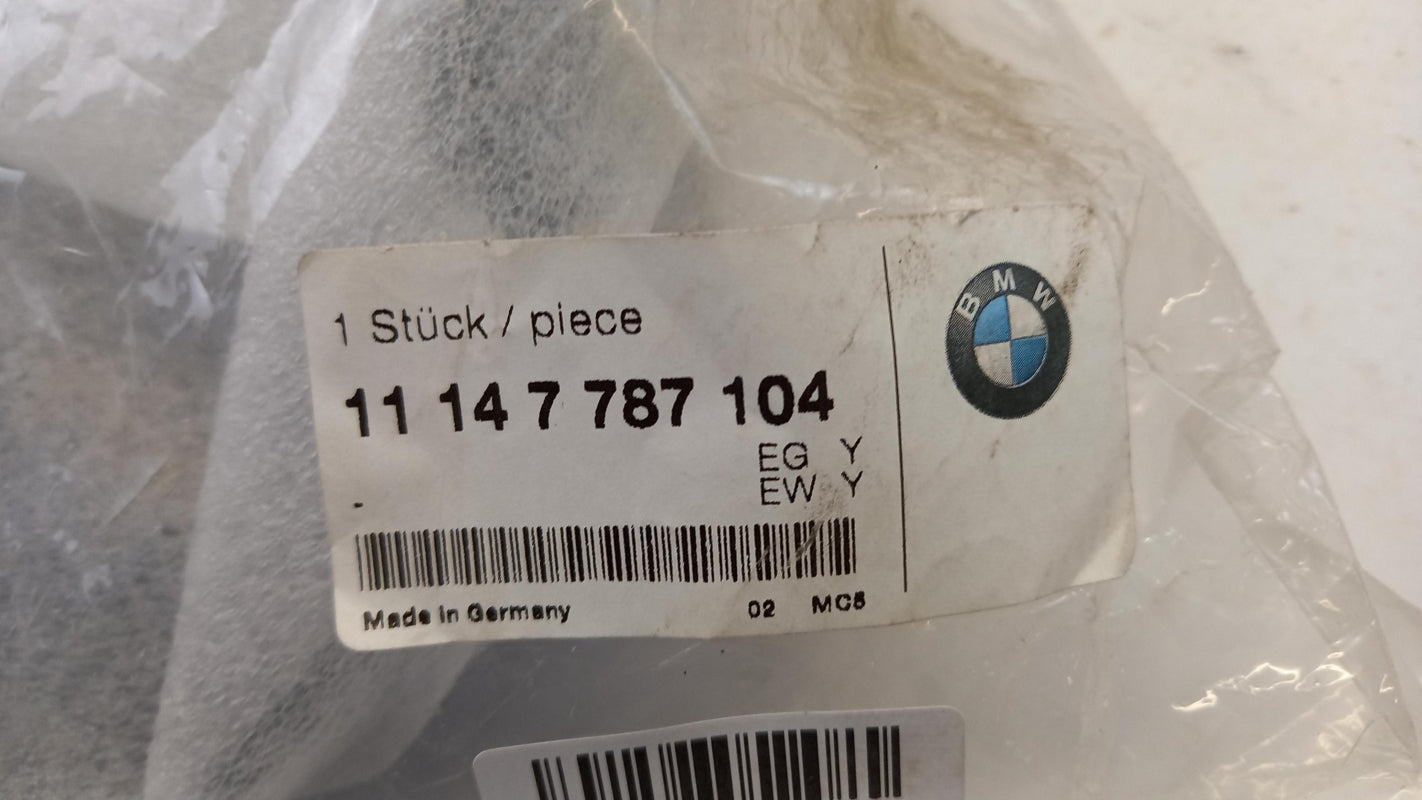 1 Stück / piece
11 14 7 787 104
EG Y
EW Y
-
Made in Germany 02 MC5
BMW